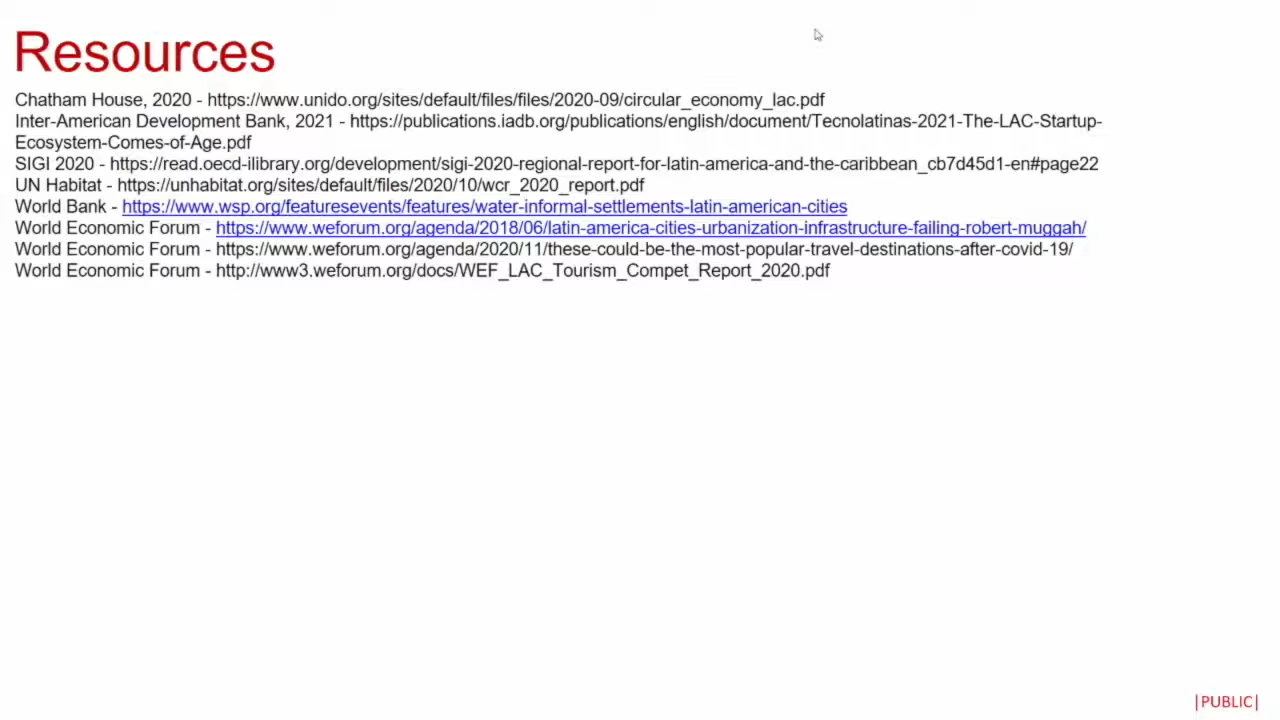 Resources
Chatham House, 2020 - https://www.unido.org/sites/default/files/files/2020-09/circular_economy_lac.pdf
Inter-American Development Bank, 2021 - https://publications.iadb.org/publications/english/document/Tecnolatinas-2021-The-LAC-Startup-
Ecosystem-Comes-of-Age.pdf
SIGI 2020 - https://read.oecd-ilibrary.org/development/sigi-2020-regional-report-for-latin-america-and-the-caribbean_cb7d45d1-en#page22
UN Habitat - https://unhabitat.org/sites/default/files/2020/10/wcr_2020_report.pdf
World Bank - https://www.wsp.org/featuresevents/features/water-informal-settlements-latin-american-cities
World Economic Forum - https://www.weforum.org/agenda/2018/06/latin-america-cities-urbanization-infrastructure-failing-robert-muggah/
World Economic Forum - https://www.weforum.org/agenda/2020/11/these-could-be-the-most-popular-travel-destinations-after-covid-19/
World Economic Forum - http://www3.weforum.org/docs/WEF_LAC_Tourism_Compet_Report_2020.pdf
|PUBLIC|